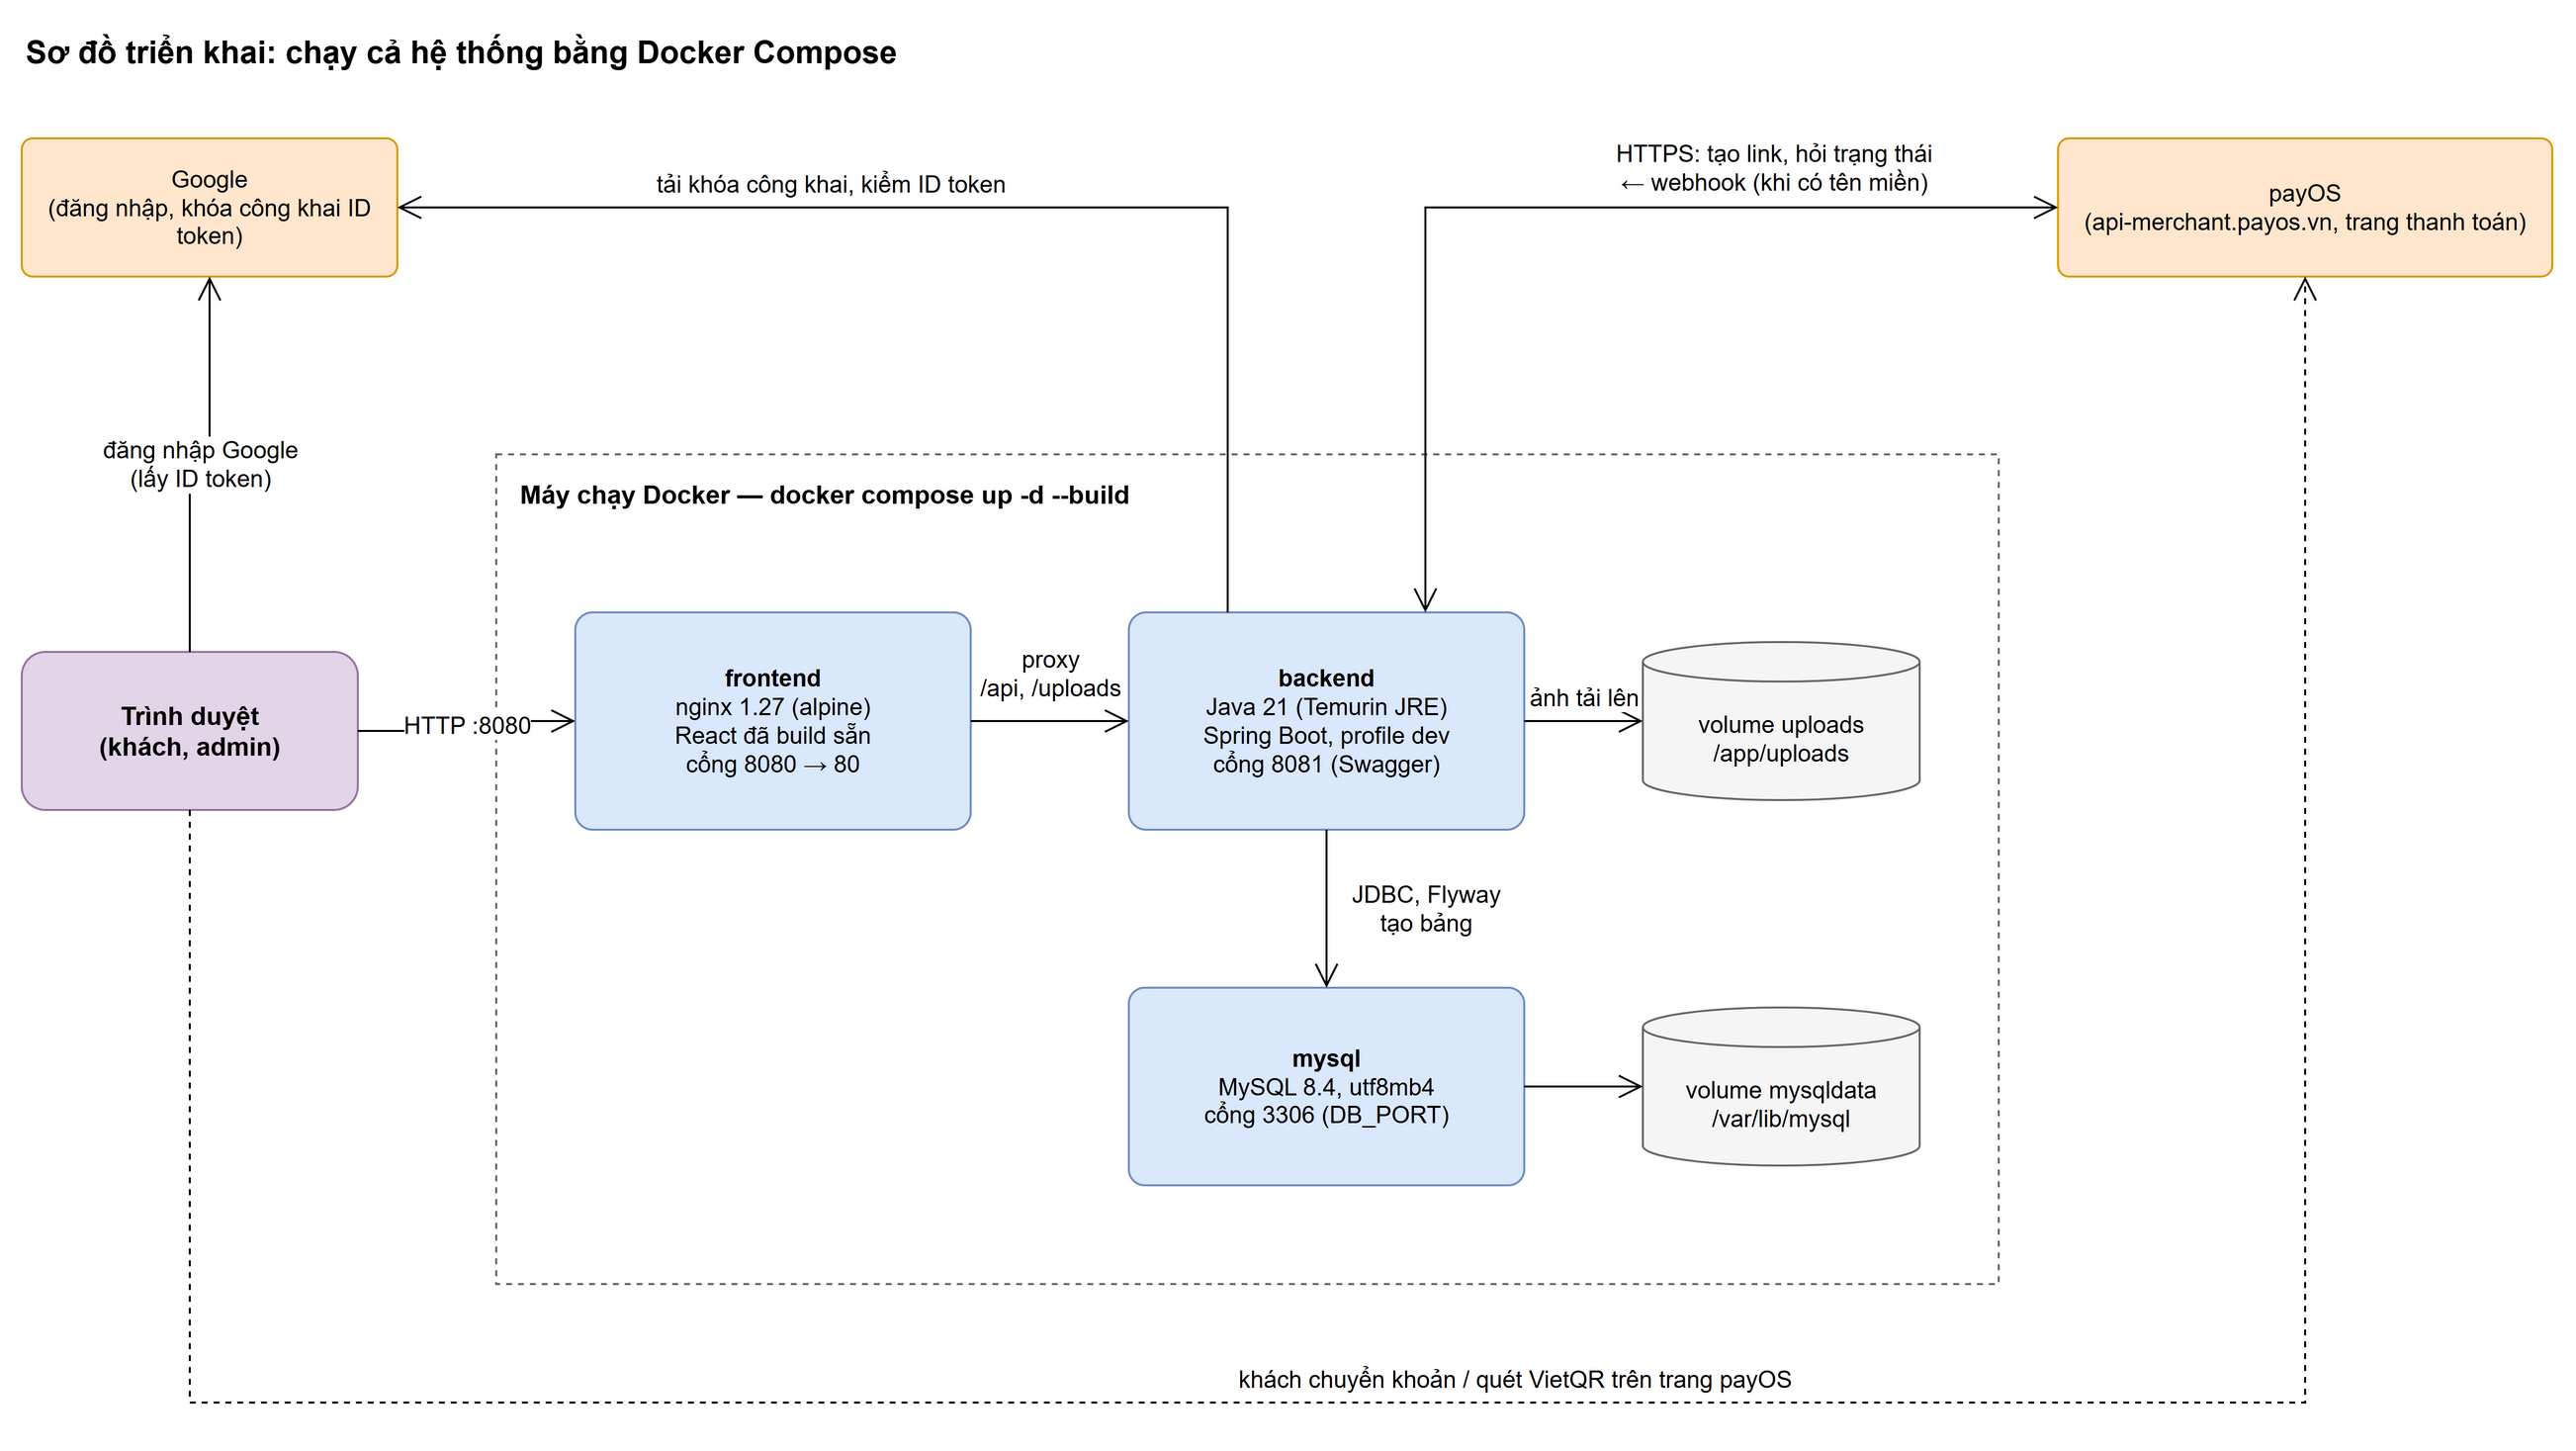 Sơ đồ triển khai: chạy cả hệ thống bằng Docker Compose
Google
(đăng nhập, khóa công khai ID
token)
tải khóa công khai, kiểm ID token
HTTPS: tạo link, hỏi trạng thái
← webhook (khi có tên miền)
payOS
(api-merchant.payos.vn, trang thanh toán)
đăng nhập Google
(lấy ID token)
Máy chạy Docker — docker compose up -d --build
Trình duyệt
(khách, admin)
HTTP :8080
frontend
nginx 1.27 (alpine)
React đã build sẵn
cổng 8080 → 80
proxy
/api, /uploads
backend
Java 21 (Temurin JRE)
Spring Boot, profile dev
cổng 8081 (Swagger)
ảnh tải lên
volume uploads
/app/uploads
JDBC, Flyway
tạo bảng
mysql
MySQL 8.4, utf8mb4
cổng 3306 (DB_PORT)
volume mysqldata
/var/lib/mysql
khách chuyển khoản / quét VietQR trên trang payOS